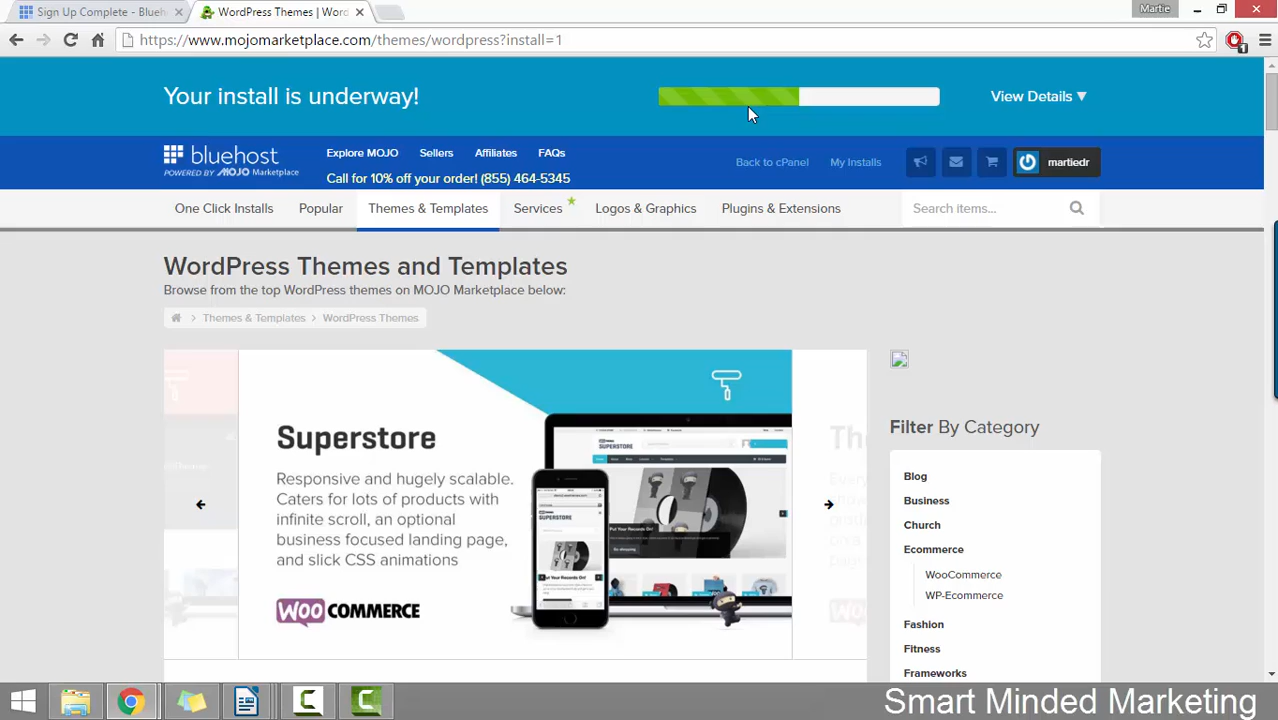 Sign Up Complete - Blueh
WordPress Themes | Word
Martie
https://www.mojomarketplace.com/themes/wordpress?install=1
Your install is underway!
View Details ▼
bluehost
POWERED BY MOJO Marketplace
Explore MOJO
Sellers
Affiliates
FAQs
Call for 10% off your order! (855) 464-5345
Back to cPanel
My Installs
martiedr
One Click Installs
Popular
Themes & Templates
Services
Logos & Graphics
Plugins & Extensions
Search items...
WordPress Themes and Templates
Browse from the top WordPress themes on MOJO Marketplace below:
Themes & Templates > WordPress Themes
Superstore
Responsive and hugely scalable.
Caters for lots of products with
infinite scroll, an optional
business focused landing page,
and slick CSS animations
WOOCOMMERCE
SUPERSTORE
Put Your Records On!
Filter By Category
Blog
Business
Church
Ecommerce
WooCommerce
WP-Ecommerce
Fashion
Fitness
Frameworks
Smart Minded Marketing